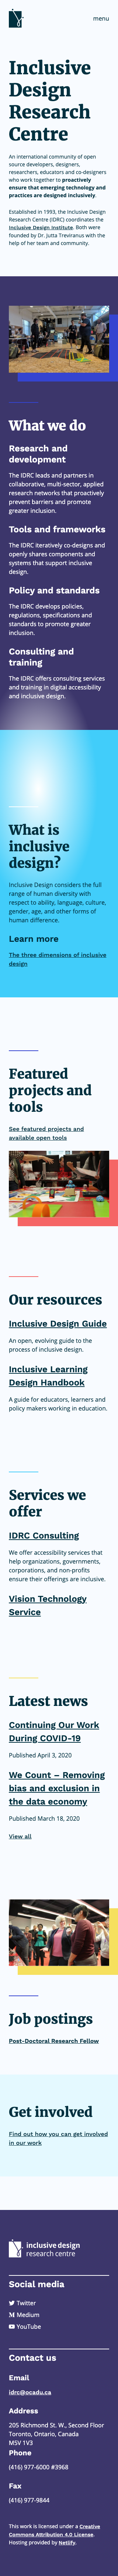 menu
Inclusive
Design
Research
Centre
An international community of open
source developers, designers,
researchers, educators and co-designers
who work together to proactively
ensure that emerging technology and
practices are designed inclusively.
Established in 1993, the Inclusive Design
Research Centre (IDRC) coordinates the
Inclusive Design Institute. Both were
founded by Dr. Jutta Treviranus with the
help of her team and community.
What we do
Research and
development
The IDRC leads and partners in
collaborative, multi-sector, applied
research networks that proactively
prevent barriers and promote
greater inclusion.
Tools and frameworks
The IDRC iteratively co-designs and
openly shares components and
systems that support inclusive
design.
Policy and standards
The IDRC develops policies,
regulations, specifications and
standards to promote greater
inclusion.
Consulting and
training
The IDRC offers consulting services
and training in digital accessibility
and inclusive design.
What is
inclusive
design?
Inclusive Design considers the full
range of human diversity with
respect to ability, language, culture,
gender, age, and other forms of
human difference.
Learn more
The three dimensions of inclusive
design
Featured
projects and
tools
See featured projects and
available open tools
Our resources
Inclusive Design Guide
An open, evolving guide to the
process of inclusive design.
Inclusive Learning
Design Handbook
A guide for educators, learners and
policy makers working in education.
Services we
offer
IDRC Consulting
We offer accessibility services that
help organizations, governments,
corporations, and non-profits
ensure their offerings are inclusive.
Vision Technology
Service
Latest news
Continuing Our Work
During COVID-19
Published April 3, 2020
We Count – Removing
bias and exclusion in
the data economy
Published March 18, 2020
View all
Job postings
Post-Doctoral Research Fellow
Get involved
Find out how you can get involved
in our work
inclusive design
research centre
Social media
Twitter
Medium
YouTube
Contact us
Email
idrc@ocadu.ca
Address
205 Richmond St. W., Second Floor
Toronto, Ontario, Canada
M5V 1V3
Phone
(416) 977-6000 #3968
Fax
(416) 977-9844
This work is licensed under a Creative
Commons Attribution 4.0 License.
Hosting provided by Netlify.